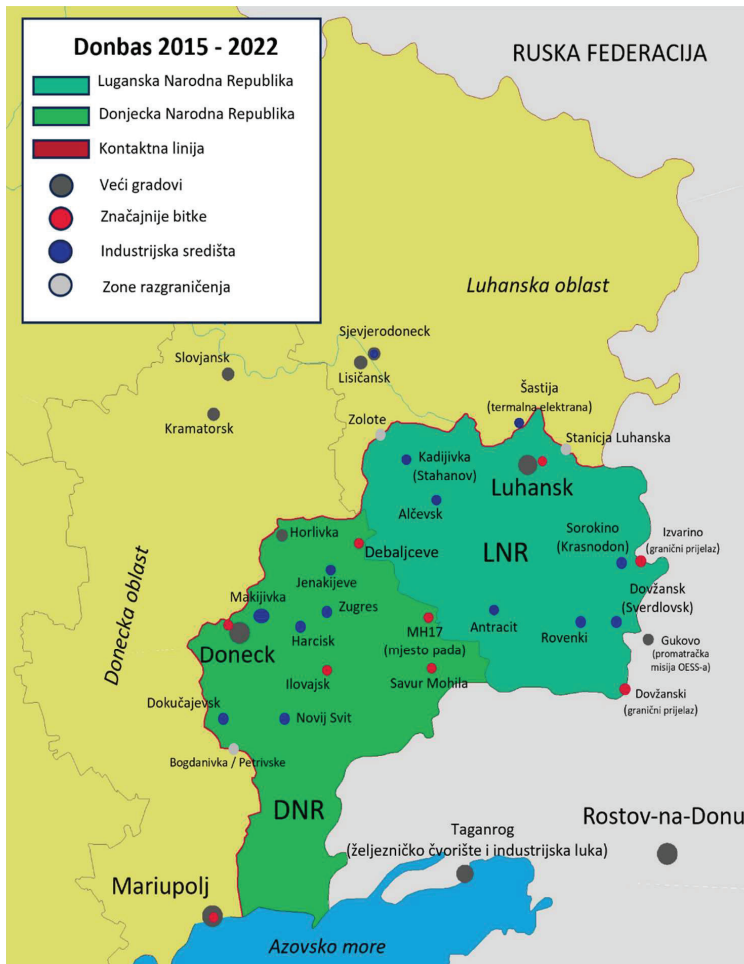 Donbas 2015 - 2022
Luganska Narodna Republika
Donjecka Narodna Republika
Kontaktna linija
Veći gradovi
Značajnije bitke
Industrijska središta
Zone razgraničenja
RUSKA FEDERACIJA
Luhanska oblast
Sjevjerodoneck
Slovjansk
Lisičansk
Kramatorsk
Šastija
(termalna elektrana)
Zolote
Stanicja Luhanska
Kadijivka
(Stahanov)
Luhansk
Alčevsk
Horlivka
Debaljceve
LNR
Sorokino
(Krasnodon)
Izvarino
(granični prijelaz)
Jenakijeve
Dovžansk
(Sverdlovsk)
Makijivka
Zugres
Harcisk
MH17
(mjesto pada)
Antracit
Rovenki
Gukovo
(promatračka
misija OESS-a)
Donecka oblast
Doneck
Ilovajsk
Savur Mohila
Dovžanski
(granični prijelaz)
Dokučajevsk
Novij Svit
Bogdanivka / Petrivske
DNR
Taganrog
(željezničko čvorište i industrijska luka)
Rostov-na-Donu
Mariupolj
Azovsko more